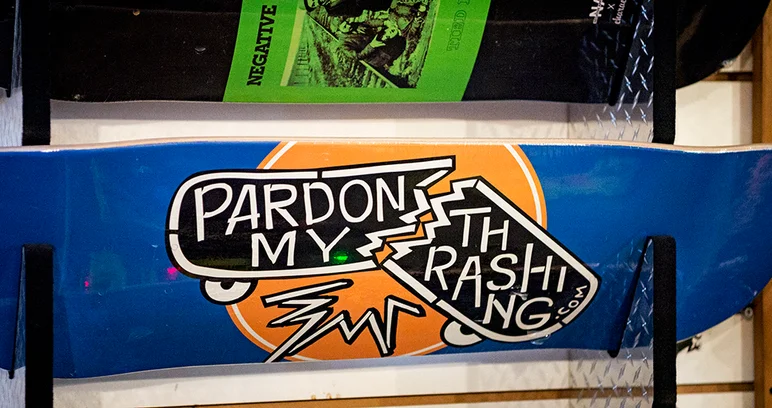 NEGATIVE
PARDON
MY
TH
RASHI
NG.COM